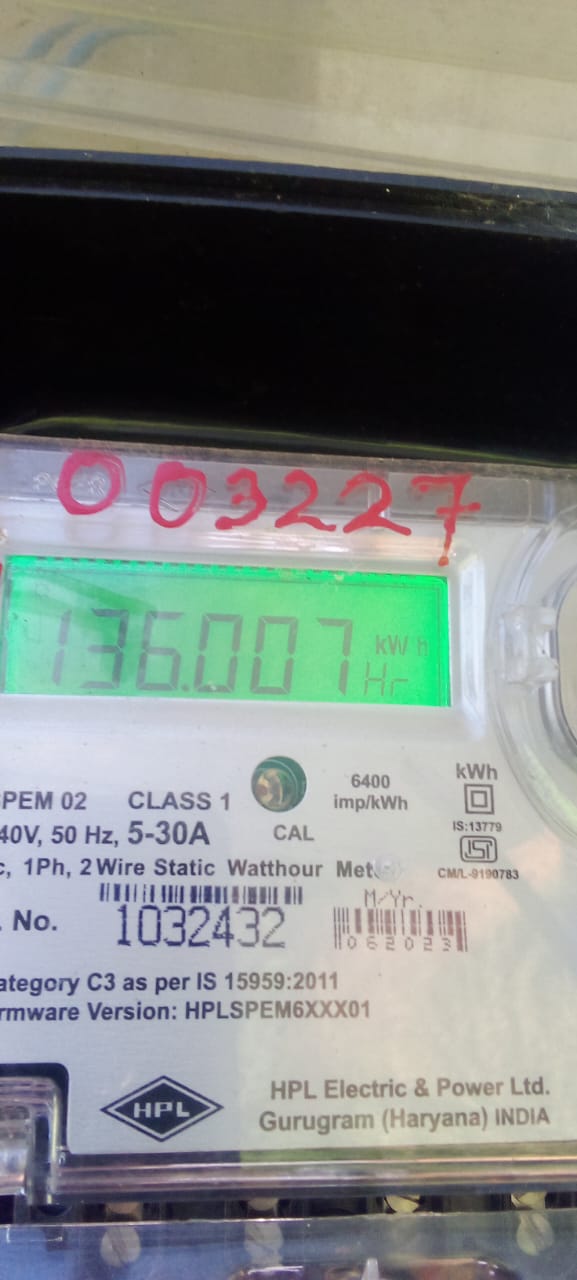 003227
136.007 kWh
Hr
PEM 02 CLASS 1
6400
imp/kWh
kWh
40V, 50 Hz, 5-30A
CAL
IS:13779
c, 1Ph, 2 Wire Static Watthour Met
CM/L-9190783
M/Yr.
. No. 1032432
062023
ategory C3 as per IS 15959:2011
rmware Version: HPLSPEM6XXX01
HPL
HPL Electric & Power Ltd.
Gurugram (Haryana) INDIA